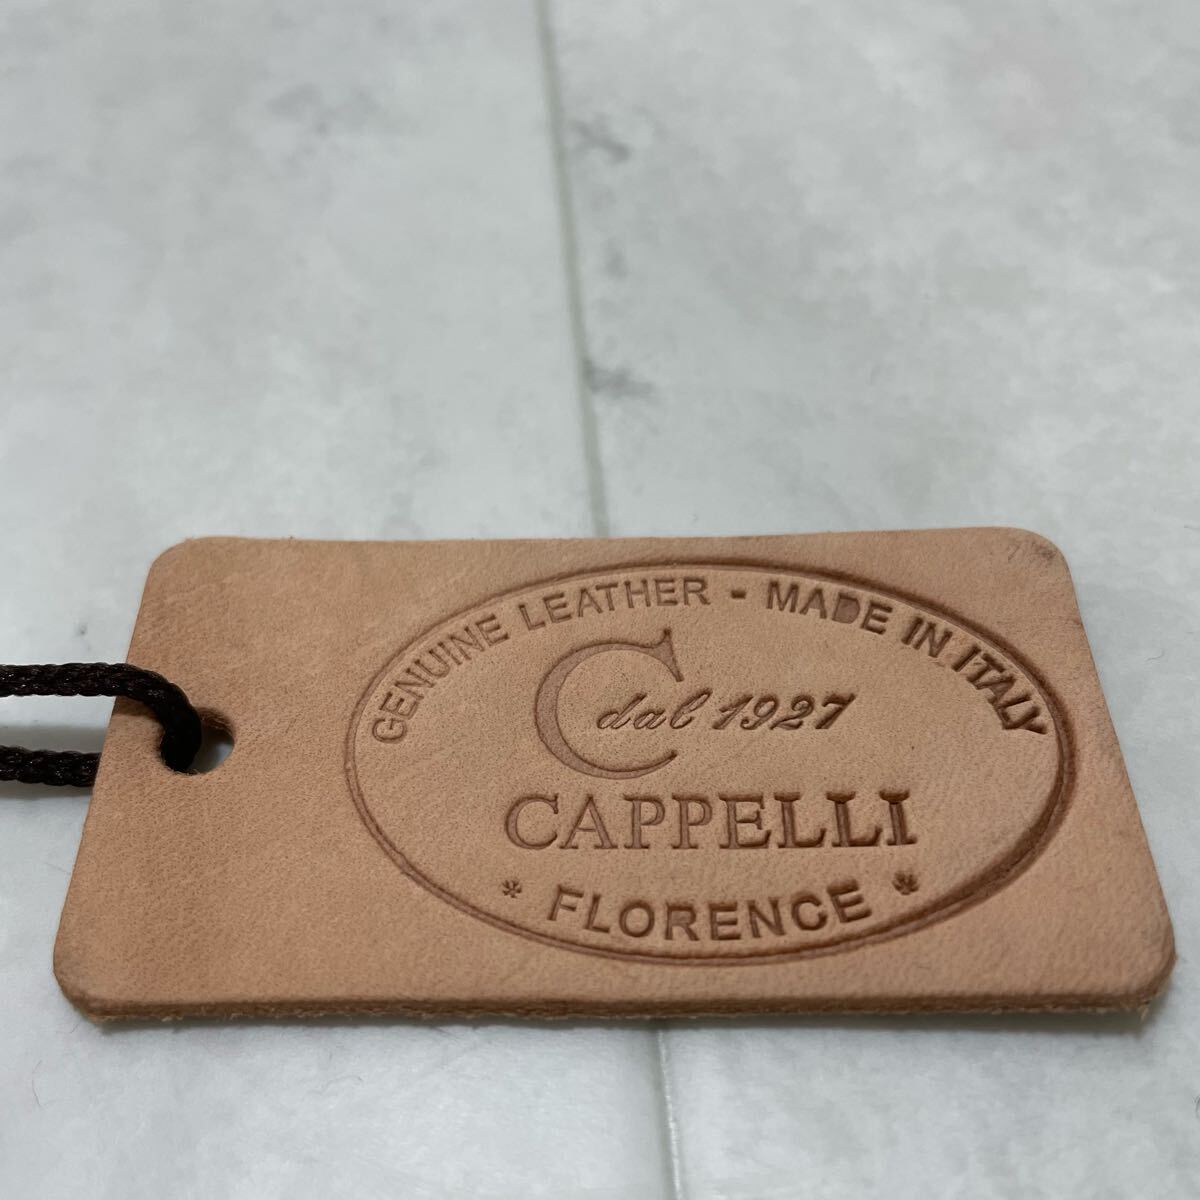 GENUINE LEATHER - MADE IN ITALY
C dal 1927
CAPPELLI
* FLORENCE *